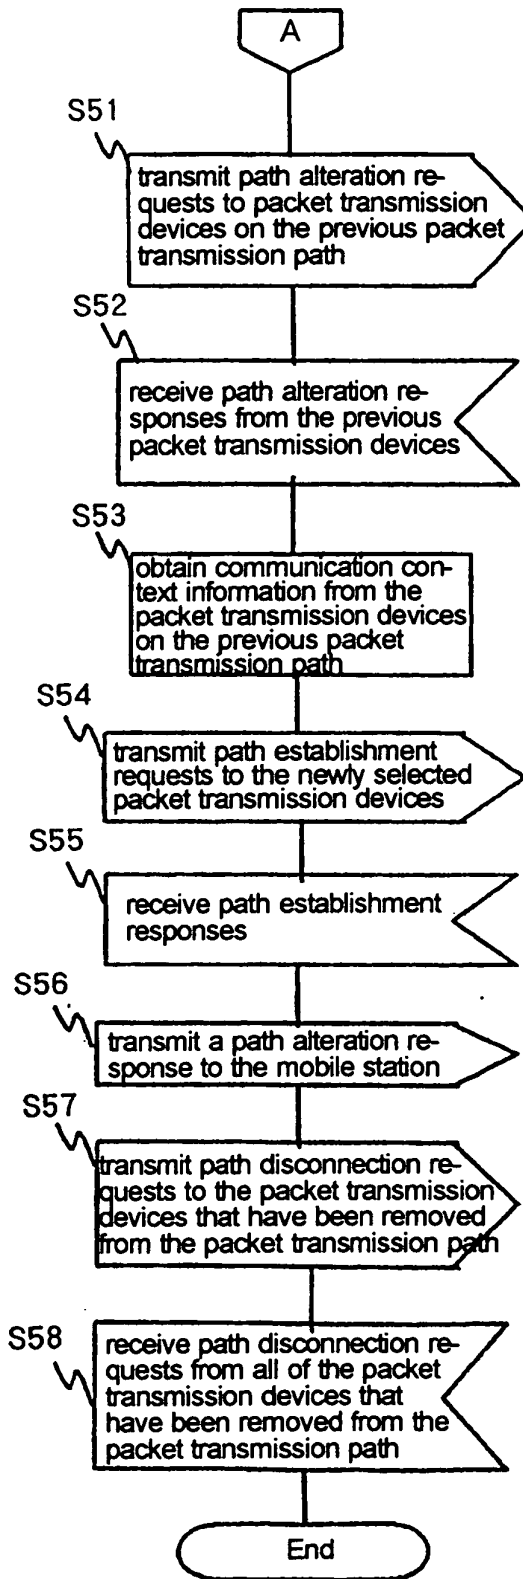 A
S51
transmit path alteration re-
quests to packet transmission
devices on the previous packet
transmission path
S52
receive path alteration re-
sponses from the previous
packet transmission devices
S53
obtain communication con-
text information from the
packet transmission devices
on the previous packet
transmission path
S54
transmit path establishment
requests to the newly selected
packet transmission devices
S55
receive path establishment
responses
S56
transmit a path alteration re-
sponse to the mobile station
S57
transmit path disconnection re-
quests to the packet transmission
devices that have been removed
from the packet transmission path
S58
receive path disconnection re-
quests from all of the packet
transmission devices that
have been removed from the
packet transmission path
End